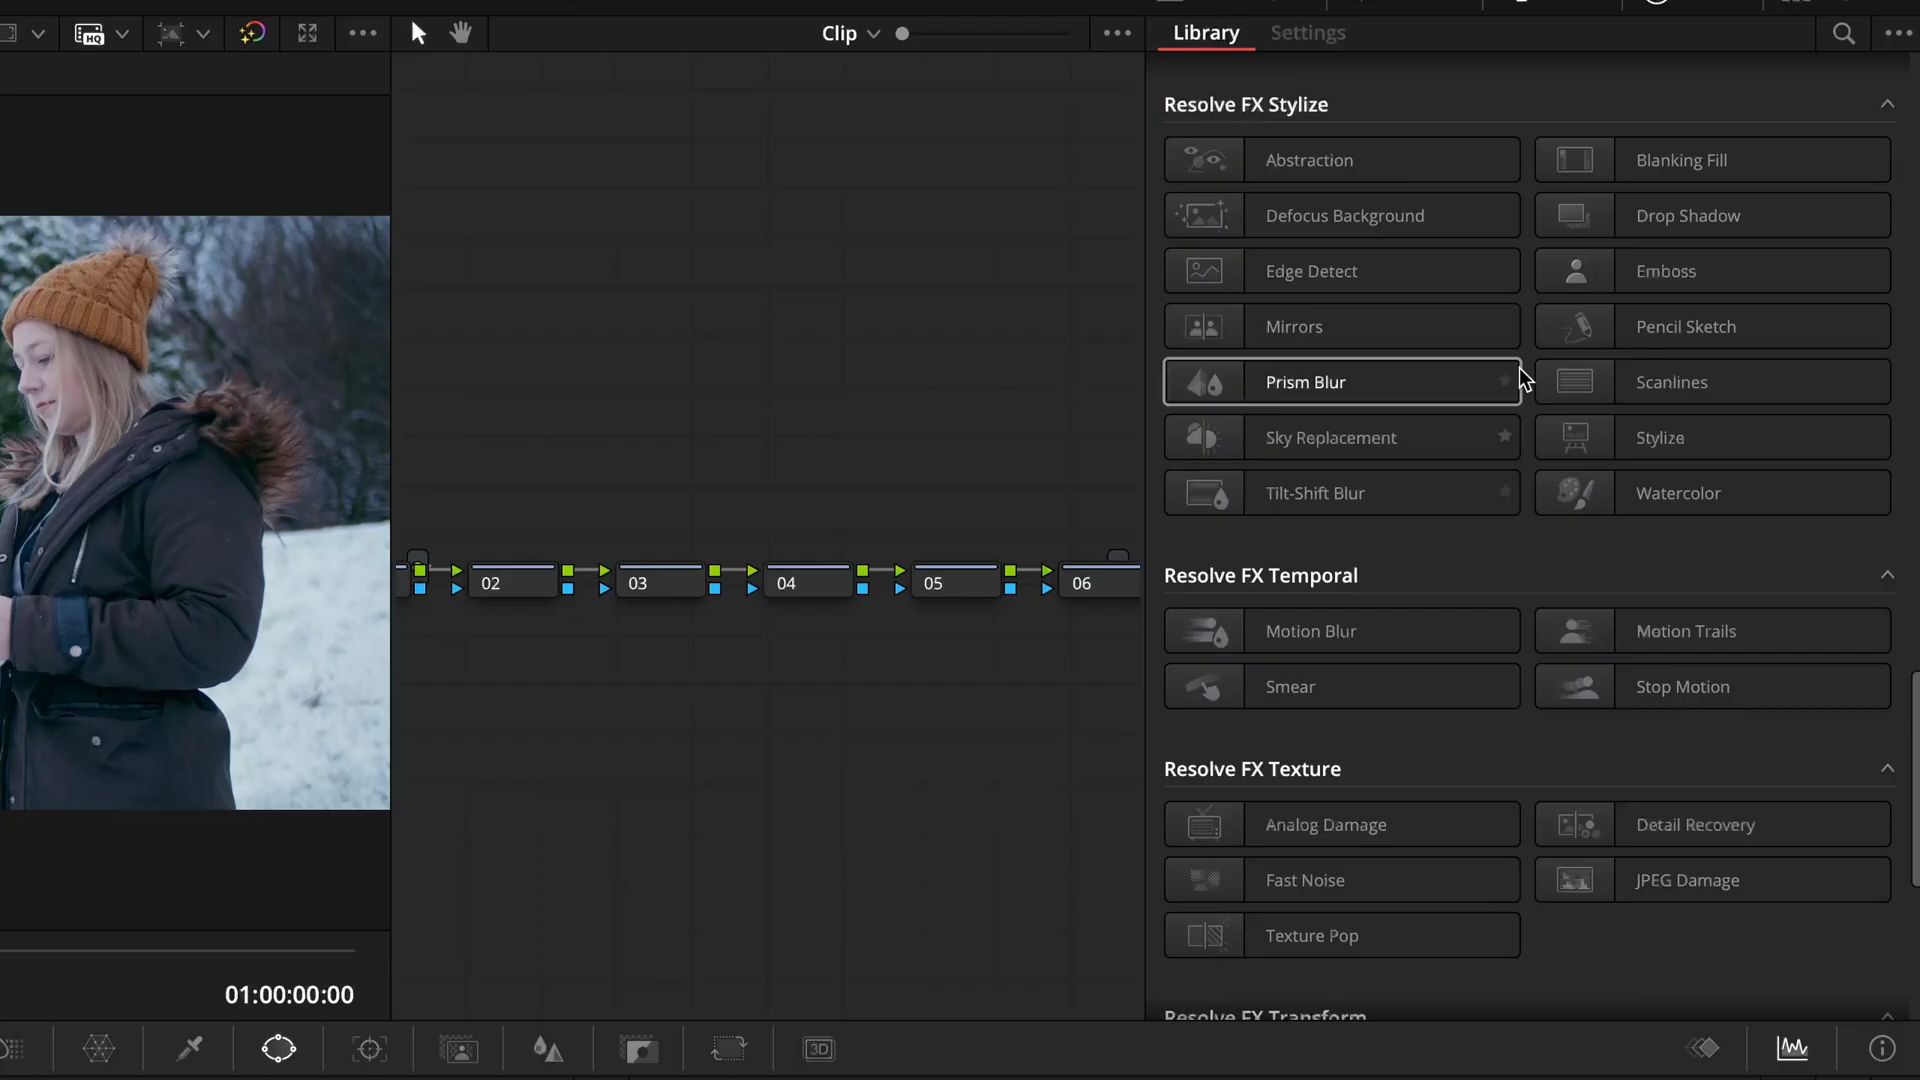 HQ
Clip
Library
Settings
Resolve FX Stylize
Abstraction
Blanking Fill
Defocus Background
Drop Shadow
Edge Detect
Emboss
Mirrors
Pencil Sketch
Prism Blur
Scanlines
Sky Replacement
Stylize
Tilt-Shift Blur
Watercolor
02
03
04
05
06
Resolve FX Temporal
Motion Blur
Motion Trails
Smear
Stop Motion
Resolve FX Texture
Analog Damage
Detail Recovery
Fast Noise
JPEG Damage
Texture Pop
Resolve FX Transform
01:00:00:00
3D